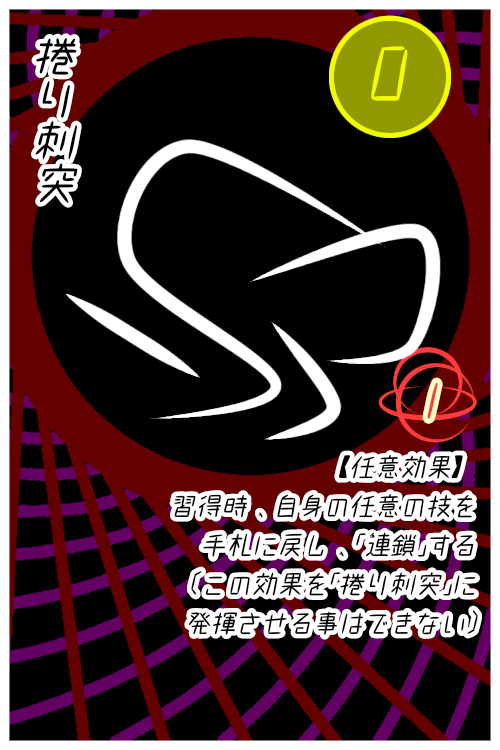 捲り刺突
0
1
【任意効果】
習得時、自身の任意の技を
手札に戻し、「連鎖」する
(この効果を「捲り刺突」に
発揮させる事はできない)